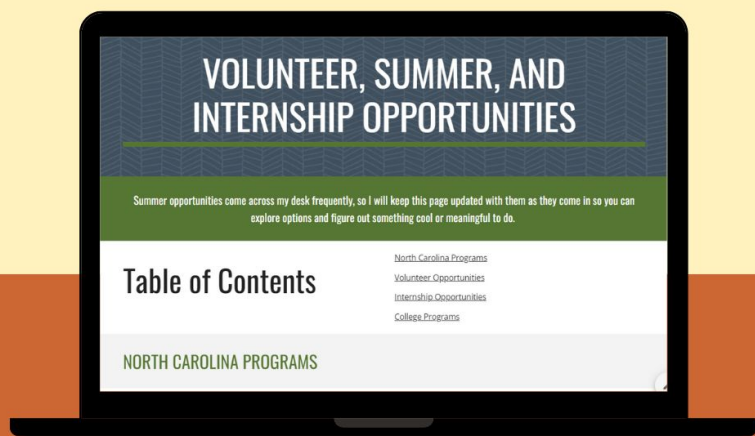 VOLUNTEER, SUMMER, AND
INTERNSHIP OPPORTUNITIES
Summer opportunities come across my desk frequently, so I will keep this page updated with them as they come in so you can
explore options and figure out something cool or meaningful to do.
Table of Contents
North Carolina Programs
Volunteer Opportunities
Internship Opportunities
College Programs
NORTH CAROLINA PROGRAMS